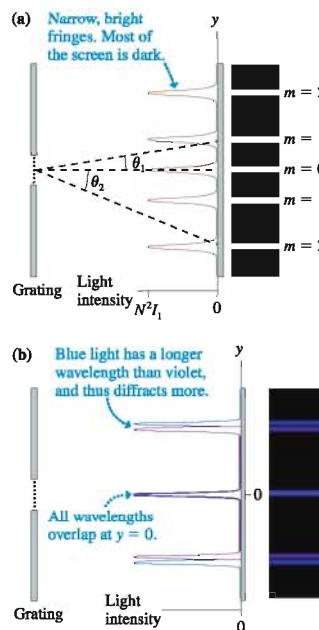 (a)
Narrow, bright
fringes. Most of
the screen is dark.
y
m =
m =
m =
m =
m =
θ₁
θ₂
Grating
Light
intensity
N²I₁
0
(b)
Blue light has a longer
wavelength than violet,
and thus diffracts more.
y
0
All wavelengths
overlap at y = 0.
Grating
Light
intensity
0